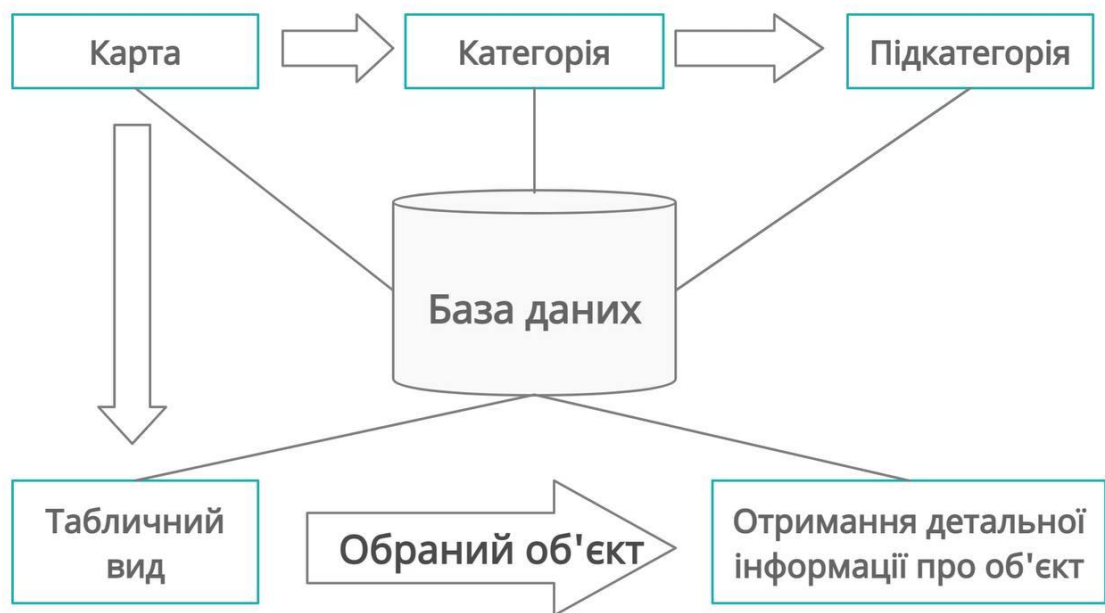 Карта
Категорія
Підкатегорія
База даних
Табличний
вид
Обраний об'єкт
Отримання детальної
інформації про об'єкт